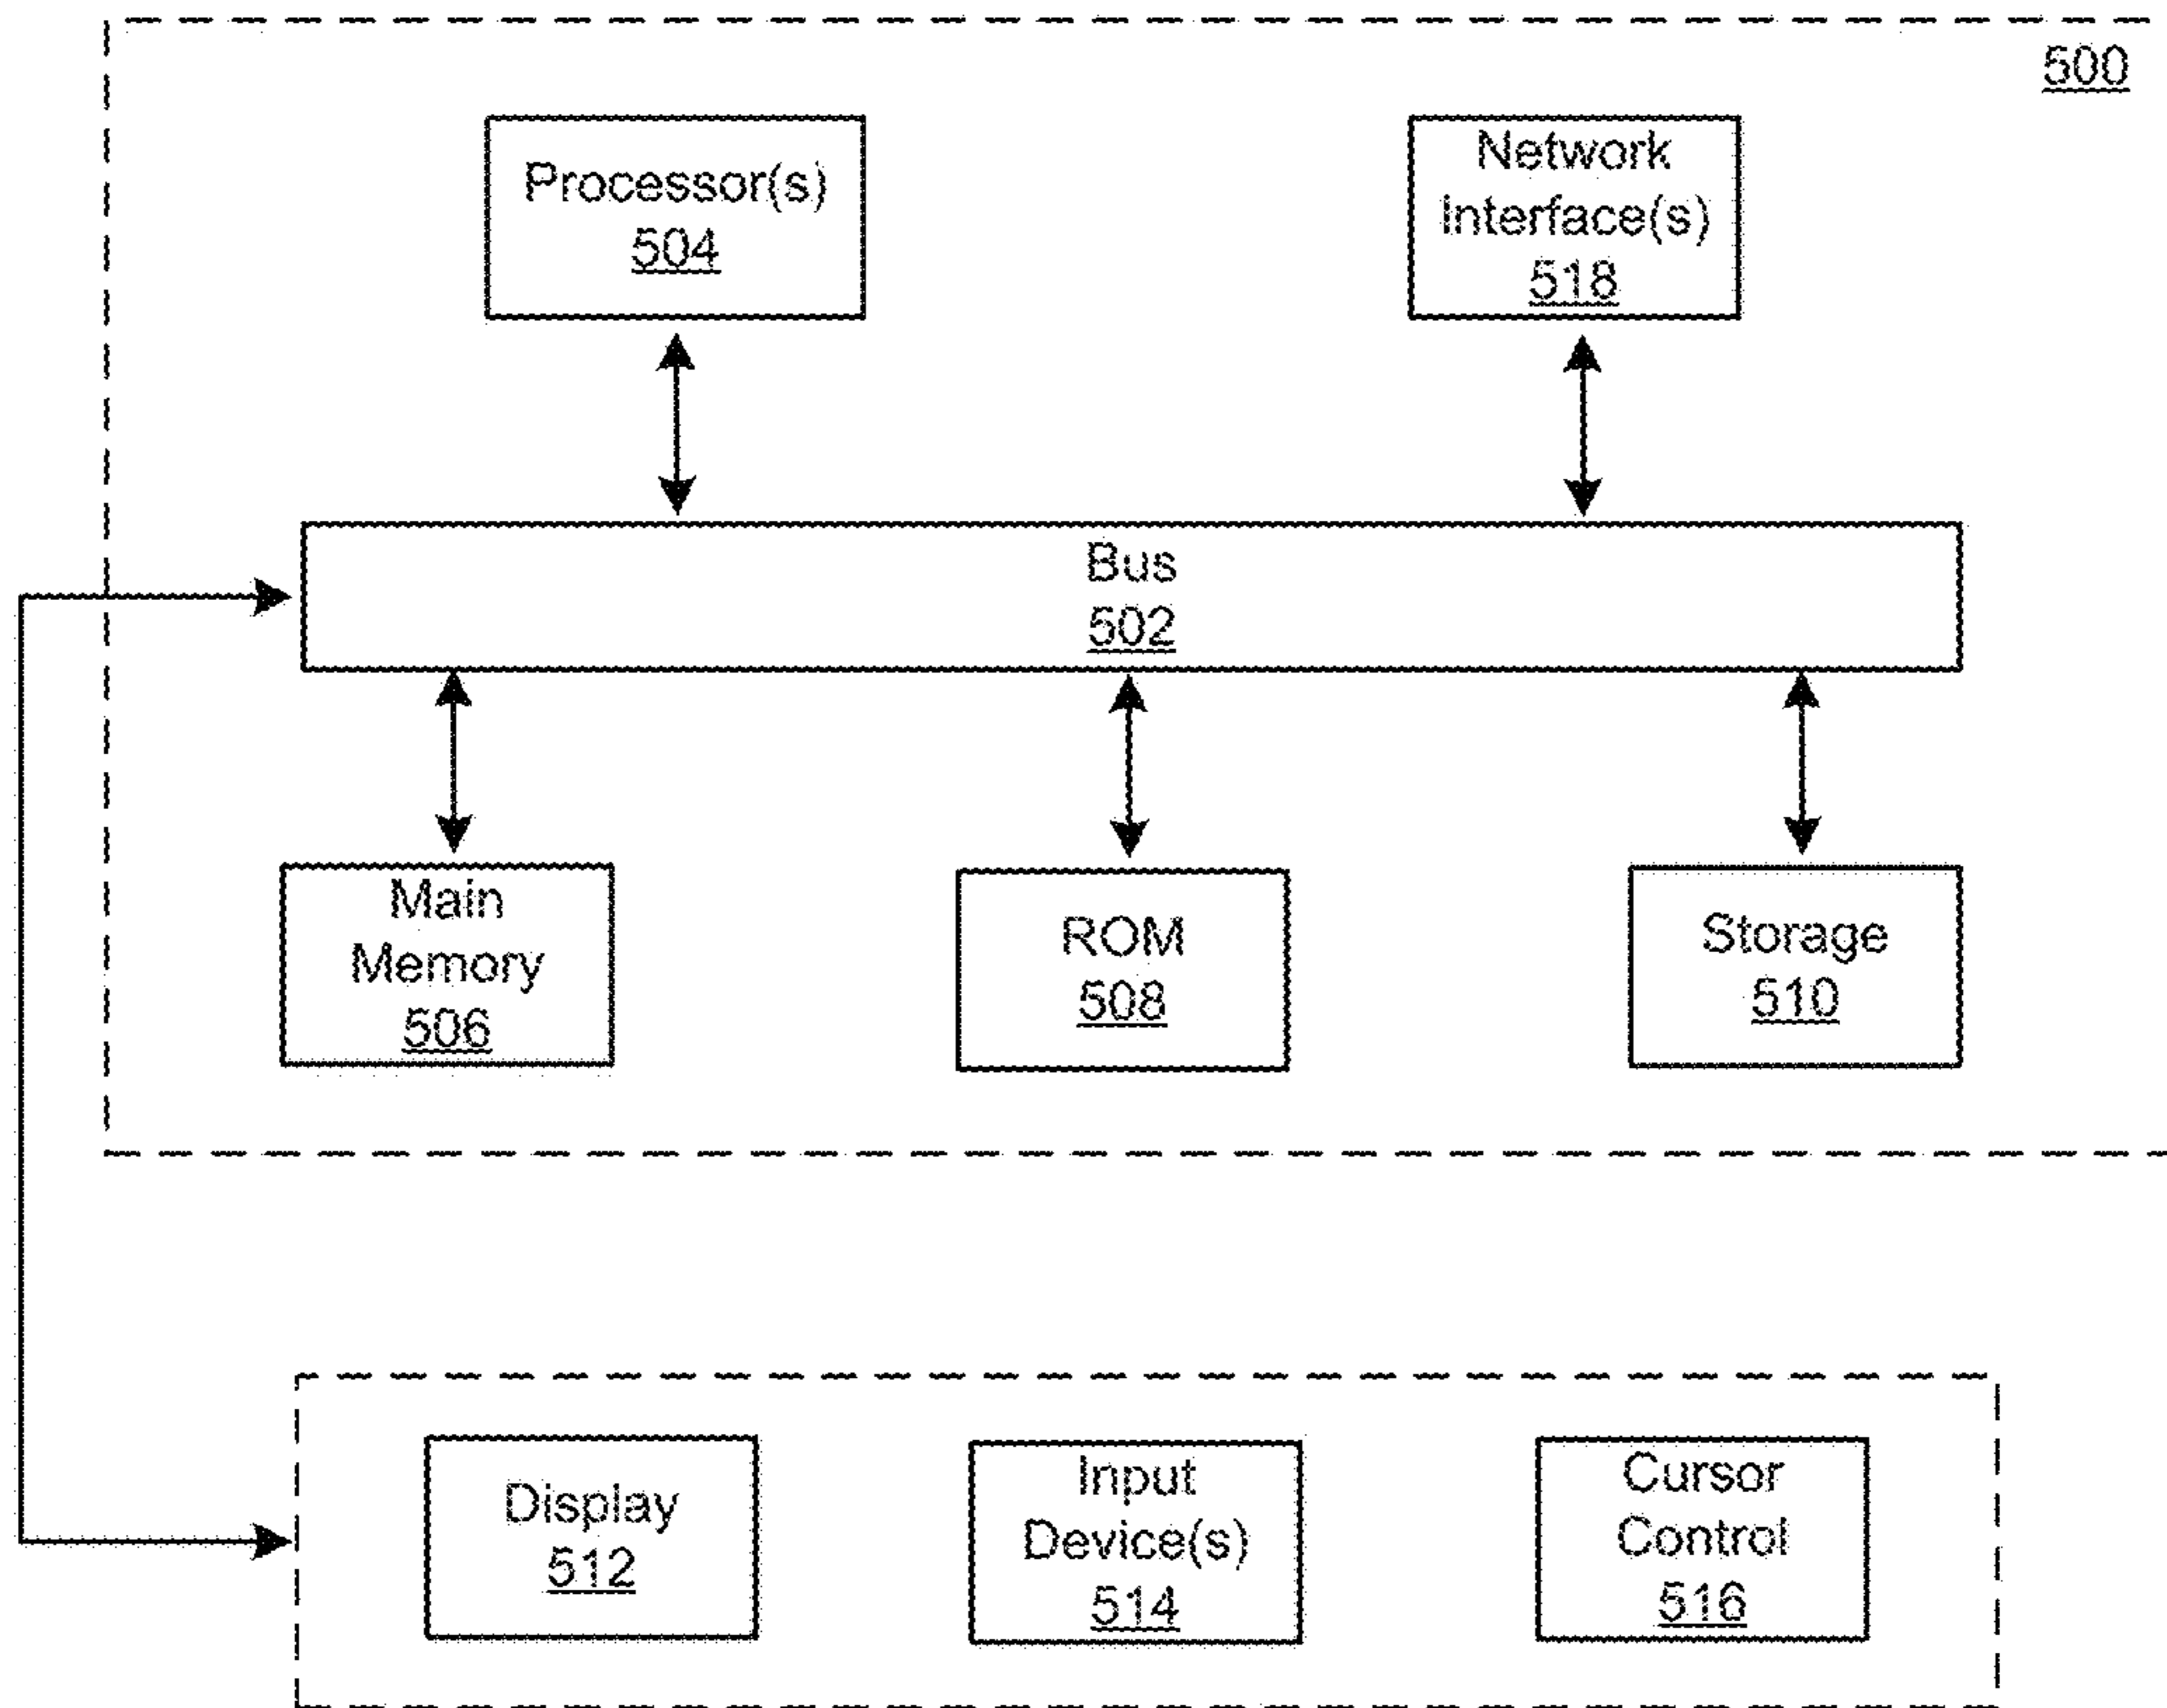 500
Processor(s)
504
Network
Interface(s)
518
Bus
502
Main
Memory
506
ROM
508
Storage
510
Display
512
Input
Device(s)
514
Cursor
Control
516